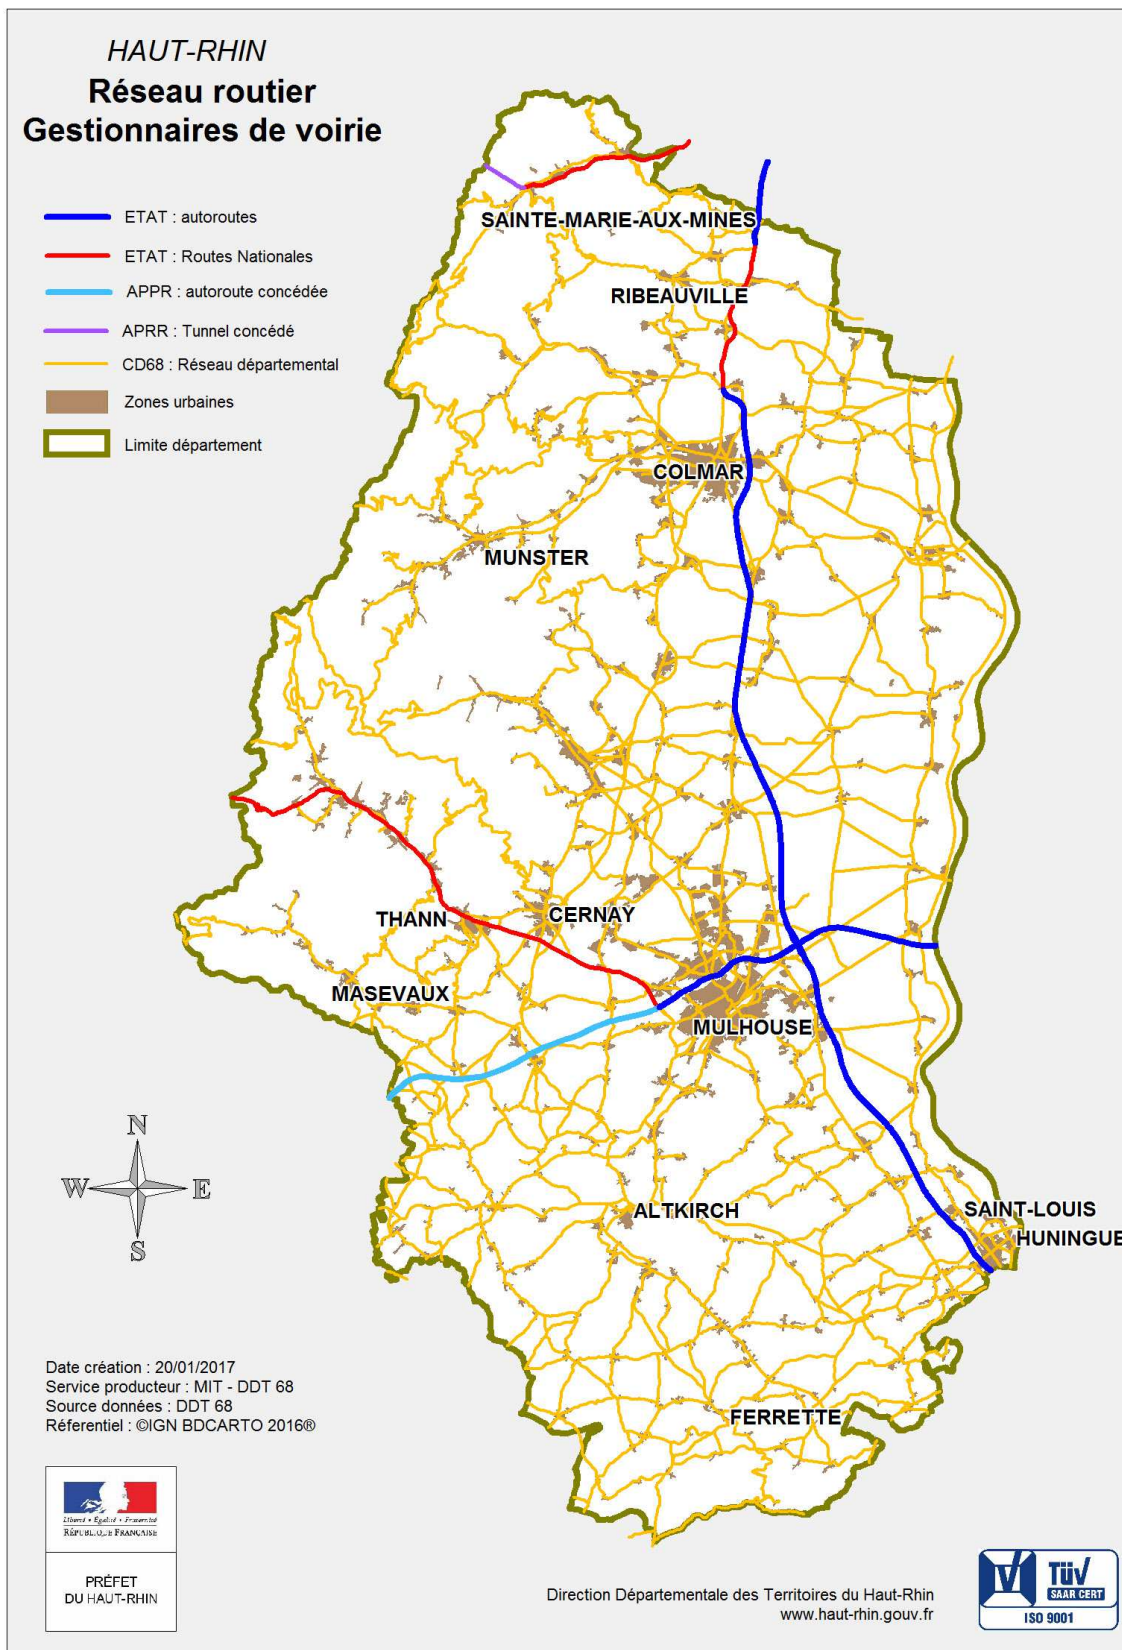 HAUT-RHIN
Réseau routier
Gestionnaires de voirie
ETAT : autoroutes
ETAT : Routes Nationales
APPR : autoroute concédée
APRR : Tunnel concédé
CD68 : Réseau départemental
Zones urbaines
Limite département
SAINTE-MARIE-AUX-MINES
RIBEAUVILLE
COLMAR
MUNSTER
THANN
CERNAY
MASEVAUX
MULHOUSE
N
W E
S
ALTKIRCH
SAINT-LOUIS
HUNINGUE
FERRETTE
Date création : 20/01/2017
Service producteur : MIT - DDT 68
Source données : DDT 68
Réferentiel : ©IGN BDCARTO 2016®
Liberté • Égalité • Fraternité
RÉPUBLIQUE FRANÇAISE
PRÉFET
DU HAUT-RHIN
Direction Départementale des Territoires du Haut-Rhin
www.haut-rhin.gouv.fr
TÜV
SAAR CERT
ISO 9001